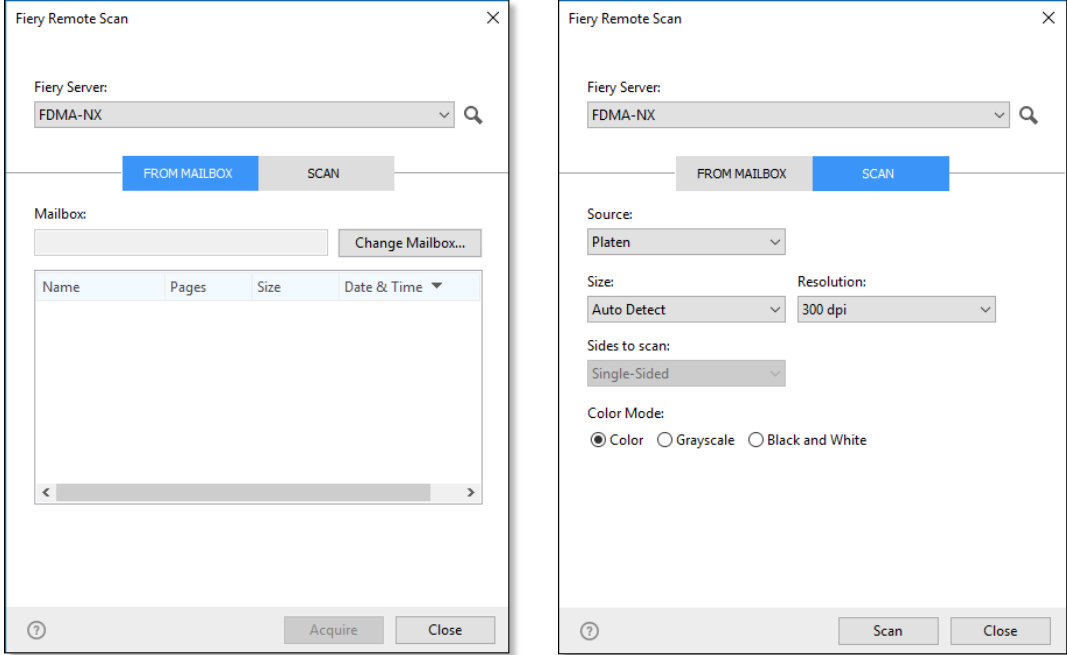 Fiery Remote Scan
Fiery Server:
FDMA-NX
FROM MAILBOX SCAN
Mailbox:
Change Mailbox...
Name Pages Size Date & Time
?
Acquire Close
Fiery Remote Scan
Fiery Server:
FDMA-NX
FROM MAILBOX SCAN
Source:
Platen
Size: Resolution:
Auto Detect 300 dpi
Sides to scan:
Single-Sided
Color Mode:
Color Grayscale Black and White
?
Scan Close